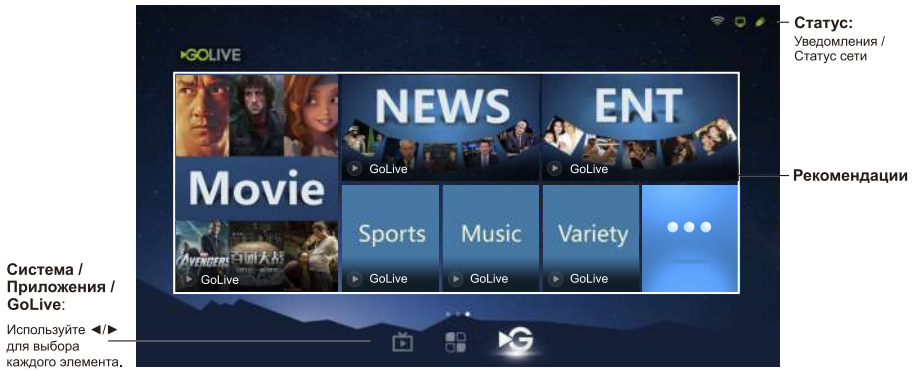 Статус:
Уведомления /
Статус сети
GOLIVE
NEWS
ENT
GoLive
GoLive
Рекомендации
Movie
Sports
Music
Variety
AVENGERS
GoLive
GoLive
GoLive
GoLive
Система /
Приложения /
GoLive:
Используйте ◄/►
для выбора
каждого элемента.
G